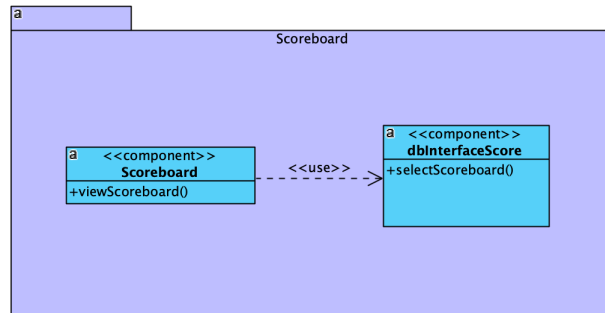 a
Scoreboard
a
<<component>>
Scoreboard
+viewScoreboard()
<<use>>
a
<<component>>
dbInterfaceScore
+selectScoreboard()